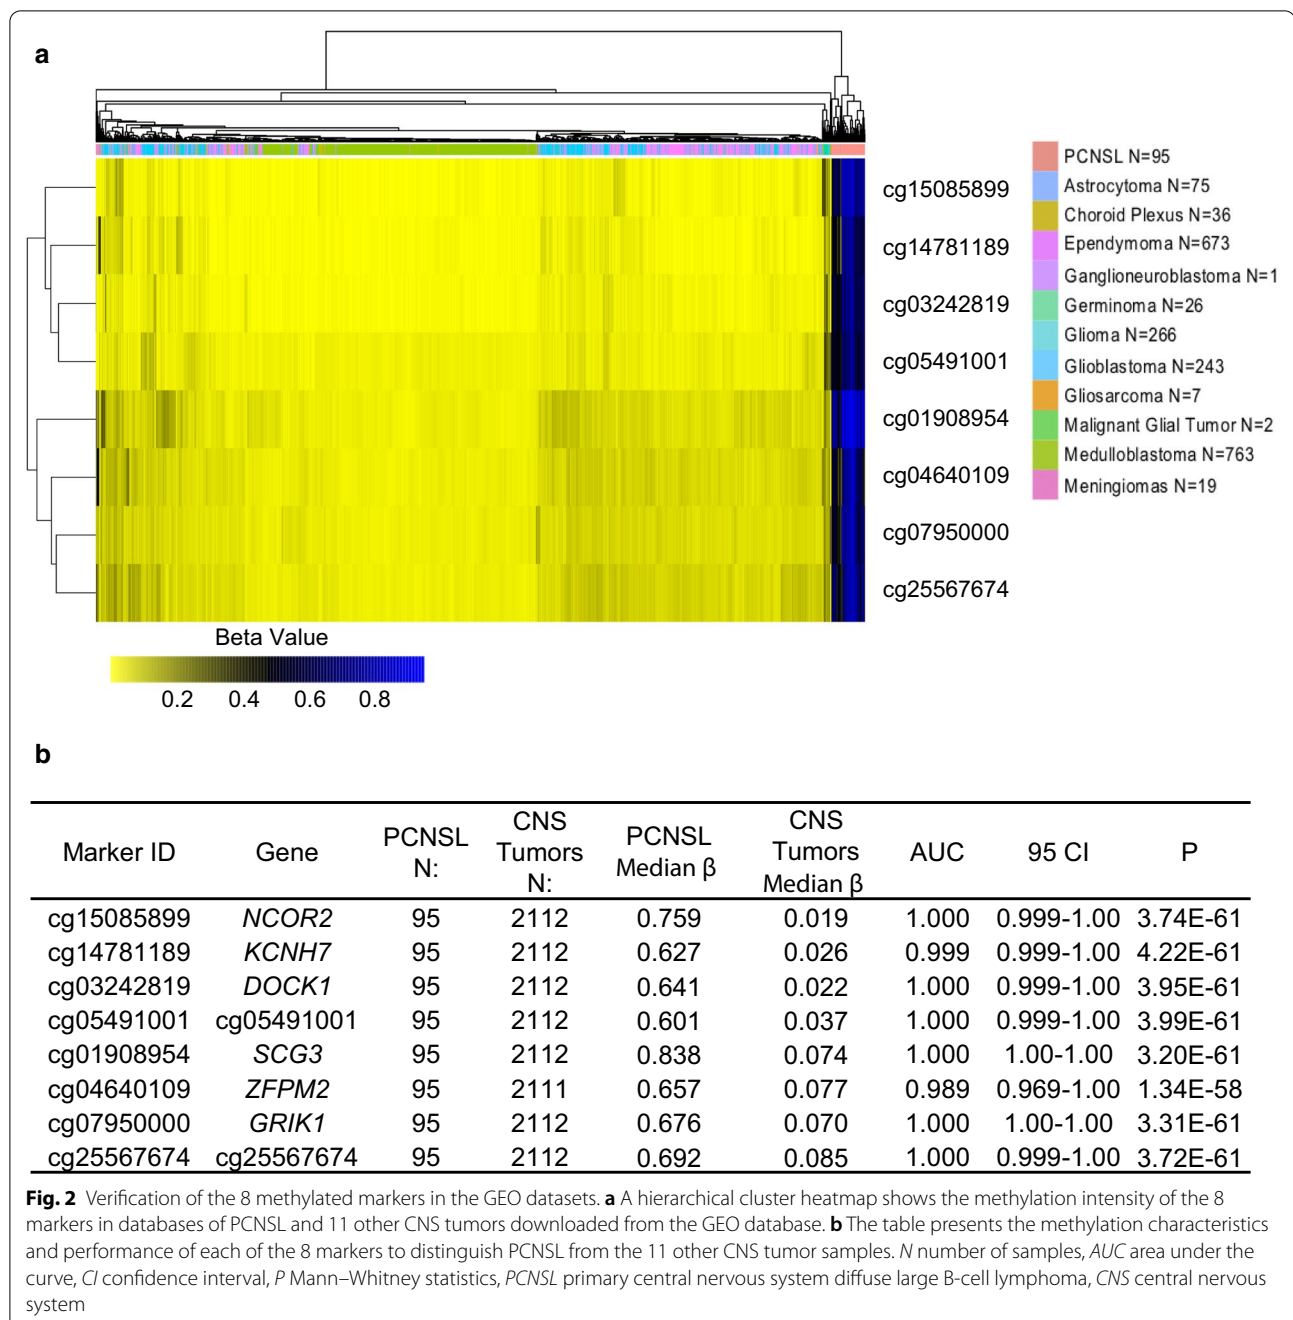 a
cg15085899
cg14781189
cg03242819
cg05491001
cg01908954
cg04640109
cg07950000
cg25567674
PCNSL N=95
Astrocytoma N=75
Choroid Plexus N=36
Ependymoma N=673
Ganglioneuroblastoma N=1
Germinoma N=26
Glioma N=266
Glioblastoma N=243
Gliosarcoma N=7
Malignant Glial Tumor N=2
Medulloblastoma N=763
Meningiomas N=19
Beta Value
0.2 0.4 0.6 0.8
b
Marker ID Gene PCNSL N: CNS Tumors N: PCNSL Median β CNS Tumors Median β AUC 95 CI P
cg15085899 NCOR2 95 2112 0.759 0.019 1.000 0.999-1.00 3.74E-61
cg14781189 KCNH7 95 2112 0.627 0.026 0.999 0.999-1.00 4.22E-61
cg03242819 DOCK1 95 2112 0.641 0.022 1.000 0.999-1.00 3.95E-61
cg05491001 cg05491001 95 2112 0.601 0.037 1.000 0.999-1.00 3.99E-61
cg01908954 SCG3 95 2112 0.838 0.074 1.000 1.00-1.00 3.20E-61
cg04640109 ZFPM2 95 2111 0.657 0.077 0.989 0.969-1.00 1.34E-58
cg07950000 GRIK1 95 2112 0.676 0.070 1.000 1.00-1.00 3.31E-61
cg25567674 cg25567674 95 2112 0.692 0.085 1.000 0.999-1.00 3.72E-61
Fig. 2 Verification of the 8 methylated markers in the GEO datasets. a A hierarchical cluster heatmap shows the methylation intensity of the 8
markers in databases of PCNSL and 11 other CNS tumors downloaded from the GEO database. b The table presents the methylation characteristics
and performance of each of the 8 markers to distinguish PCNSL from the 11 other CNS tumor samples. N number of samples, AUC area under the
curve, CI confidence interval, P Mann–Whitney statistics, PCNSL primary central nervous system diffuse large B-cell lymphoma, CNS central nervous
system